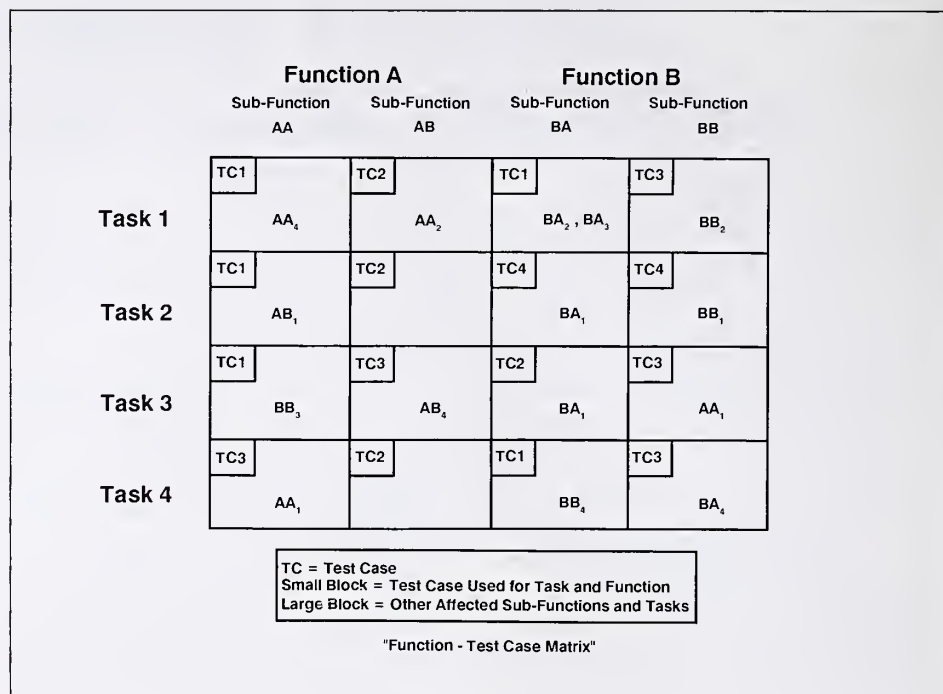 Function A Function B
Sub-Function Sub-Function Sub-Function Sub-Function
AA AB BA BB
TC1 TC2 TC1 TC3
Task 1 AA₄ AA₂ BA₂ , BA₃ BB₂
TC1 TC2 TC4 TC4
Task 2 AB₁ BA₁ BB₁
TC1 TC3 TC2 TC3
Task 3 BB₃ AB₄ BA₁ AA₁
TC3 TC2 TC1 TC3
Task 4 AA₁ BB₄ BA₄
TC = Test Case
Small Block = Test Case Used for Task and Function
Large Block = Other Affected Sub-Functions and Tasks
"Function - Test Case Matrix"